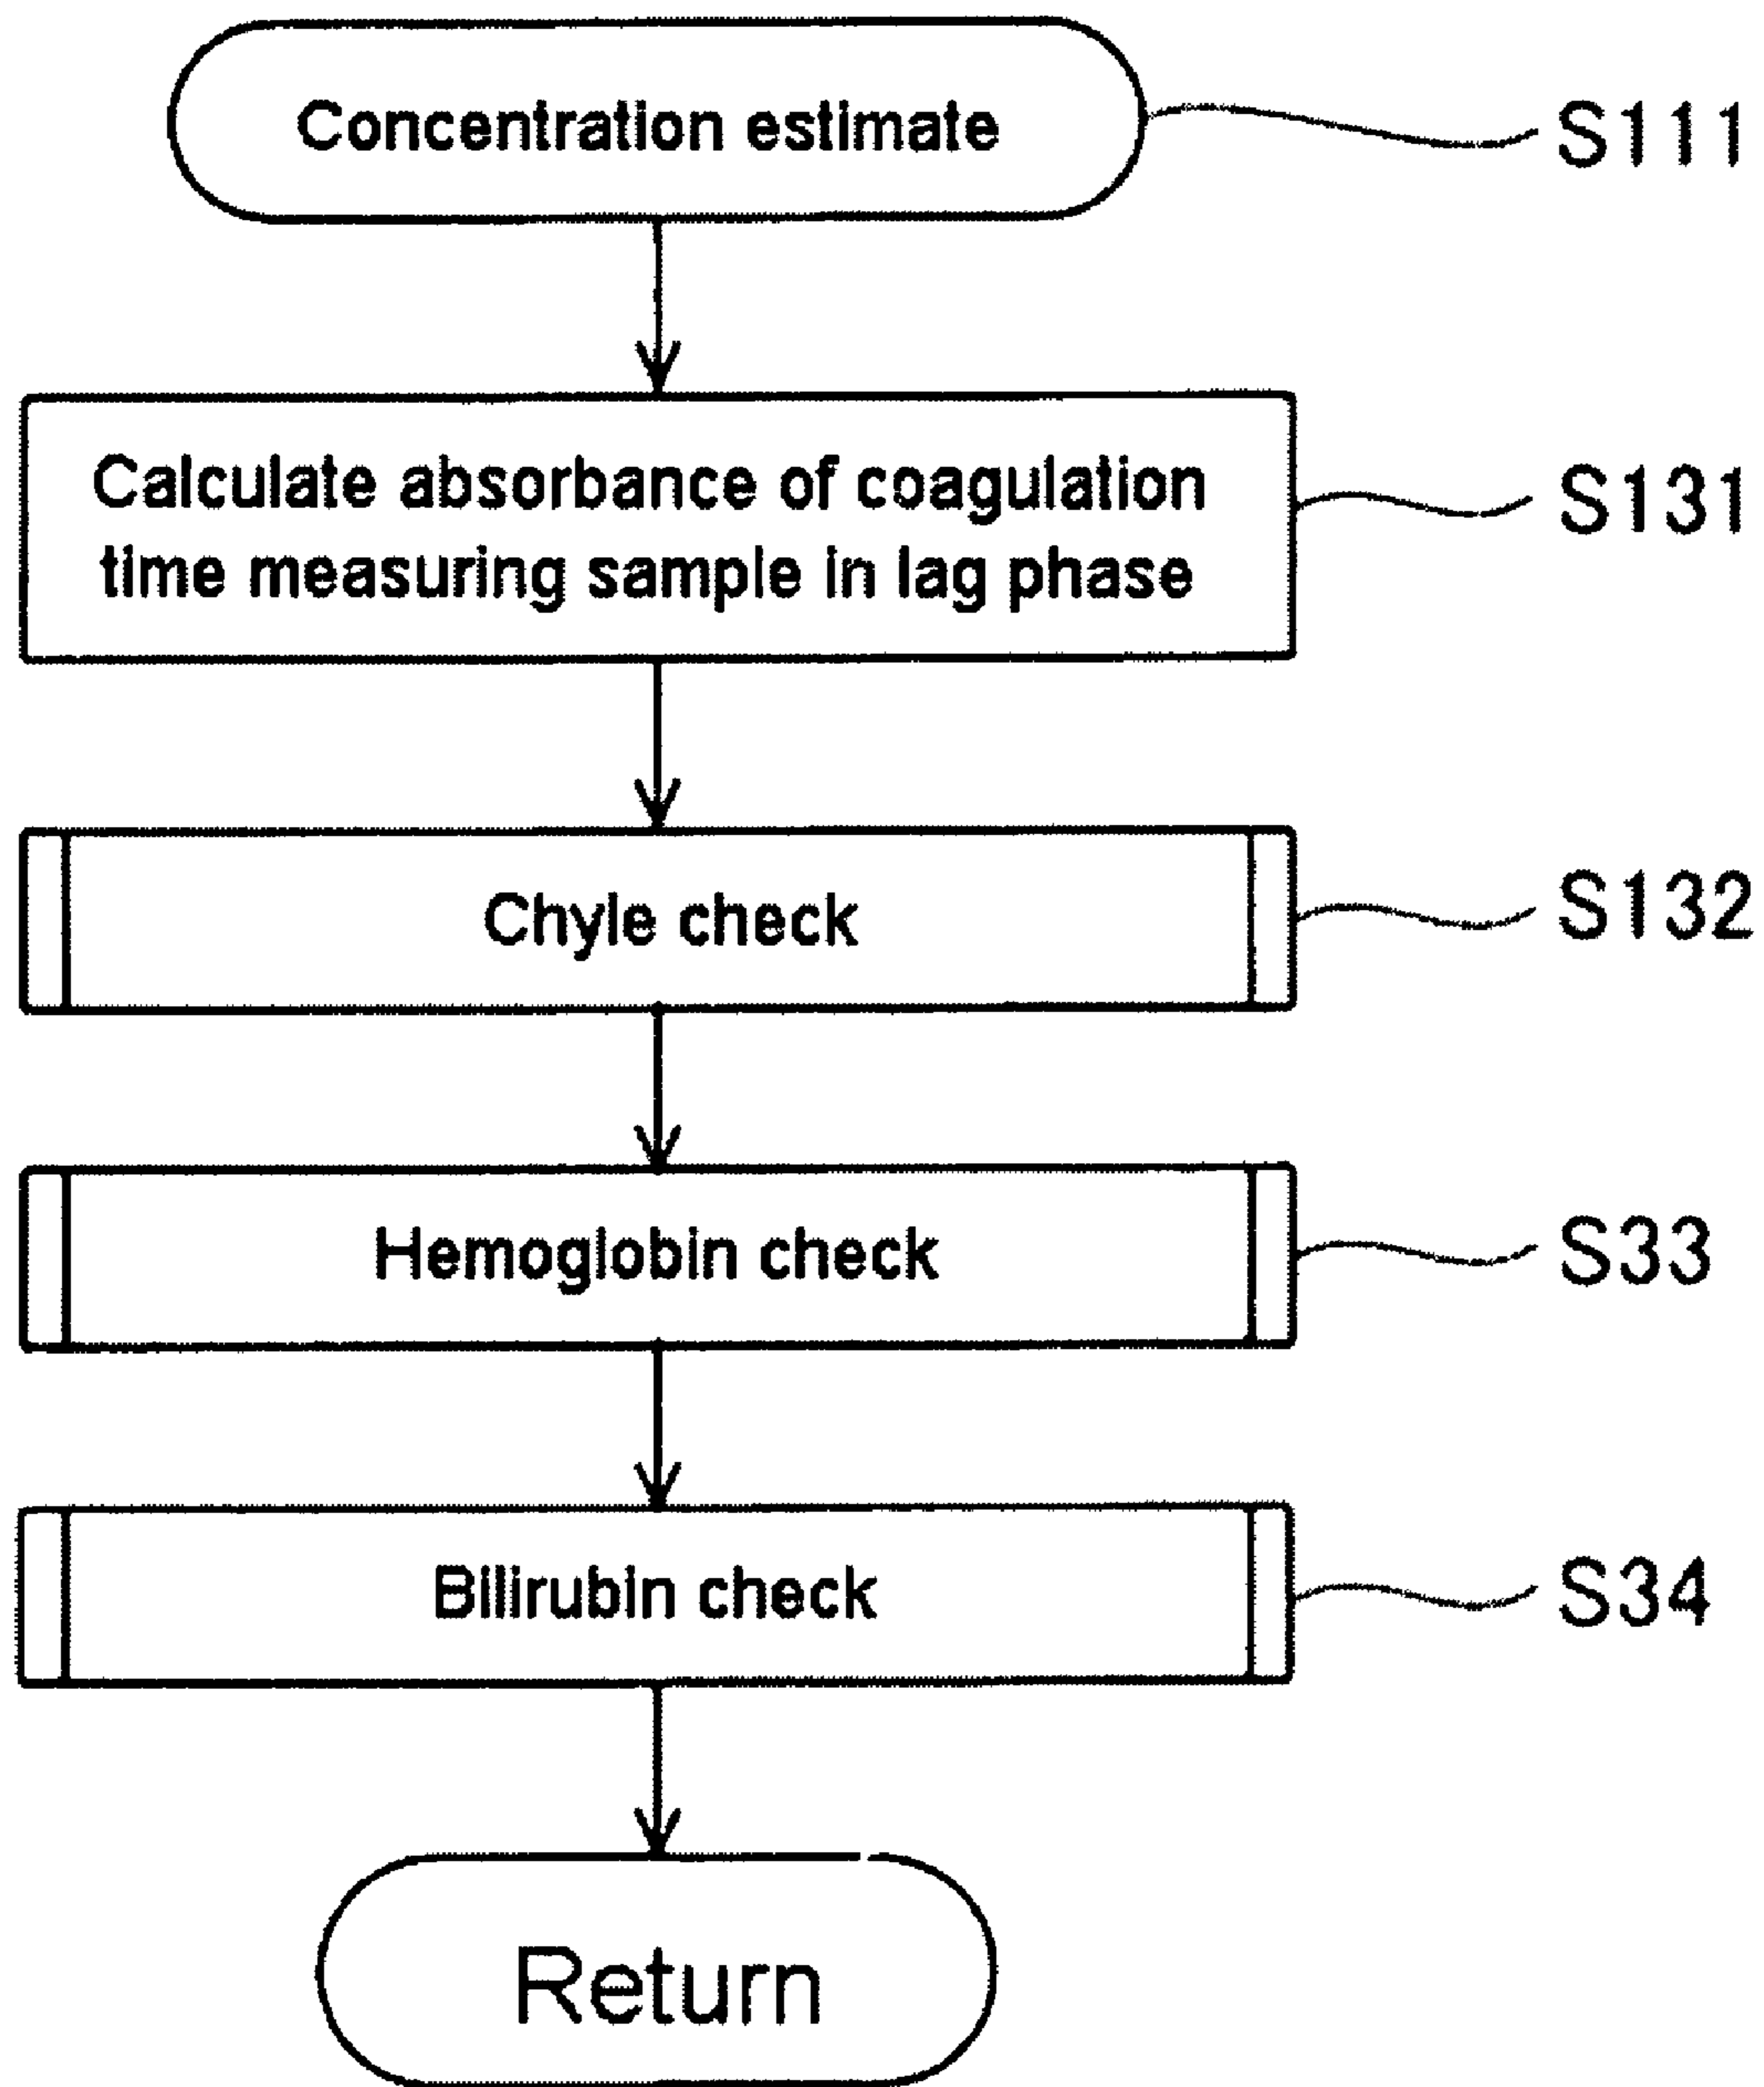 Concentration estimate
S111
Calculate absorbance of coagulation
time measuring sample in lag phase
S131
Chyle check
S132
Hemoglobin check
S33
Bilirubin check
S34
Return